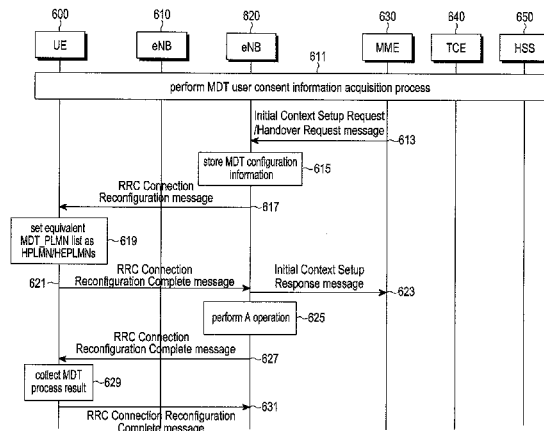 600
610
620
630
640
650
UE
eNB
eNB
MME
TCE
HSS
611
perform MDT user consent information acquisition process
Initial Context Setup Request
/Handover Request message
613
store MDT configuration
information
615
RRC Connection
Reconfiguration message
617
set equivalent
MDT_PLMN list as
HPLMN/HEPLMNs
619
RRC Connection
Reconfiguration Complete message
621
Initial Context Setup
Response message
623
perform A operation
625
RRC Connection
Reconfiguration Complete message
627
collect MDT
process result
629
631
RRC Connection Reconfiguration
Complete message